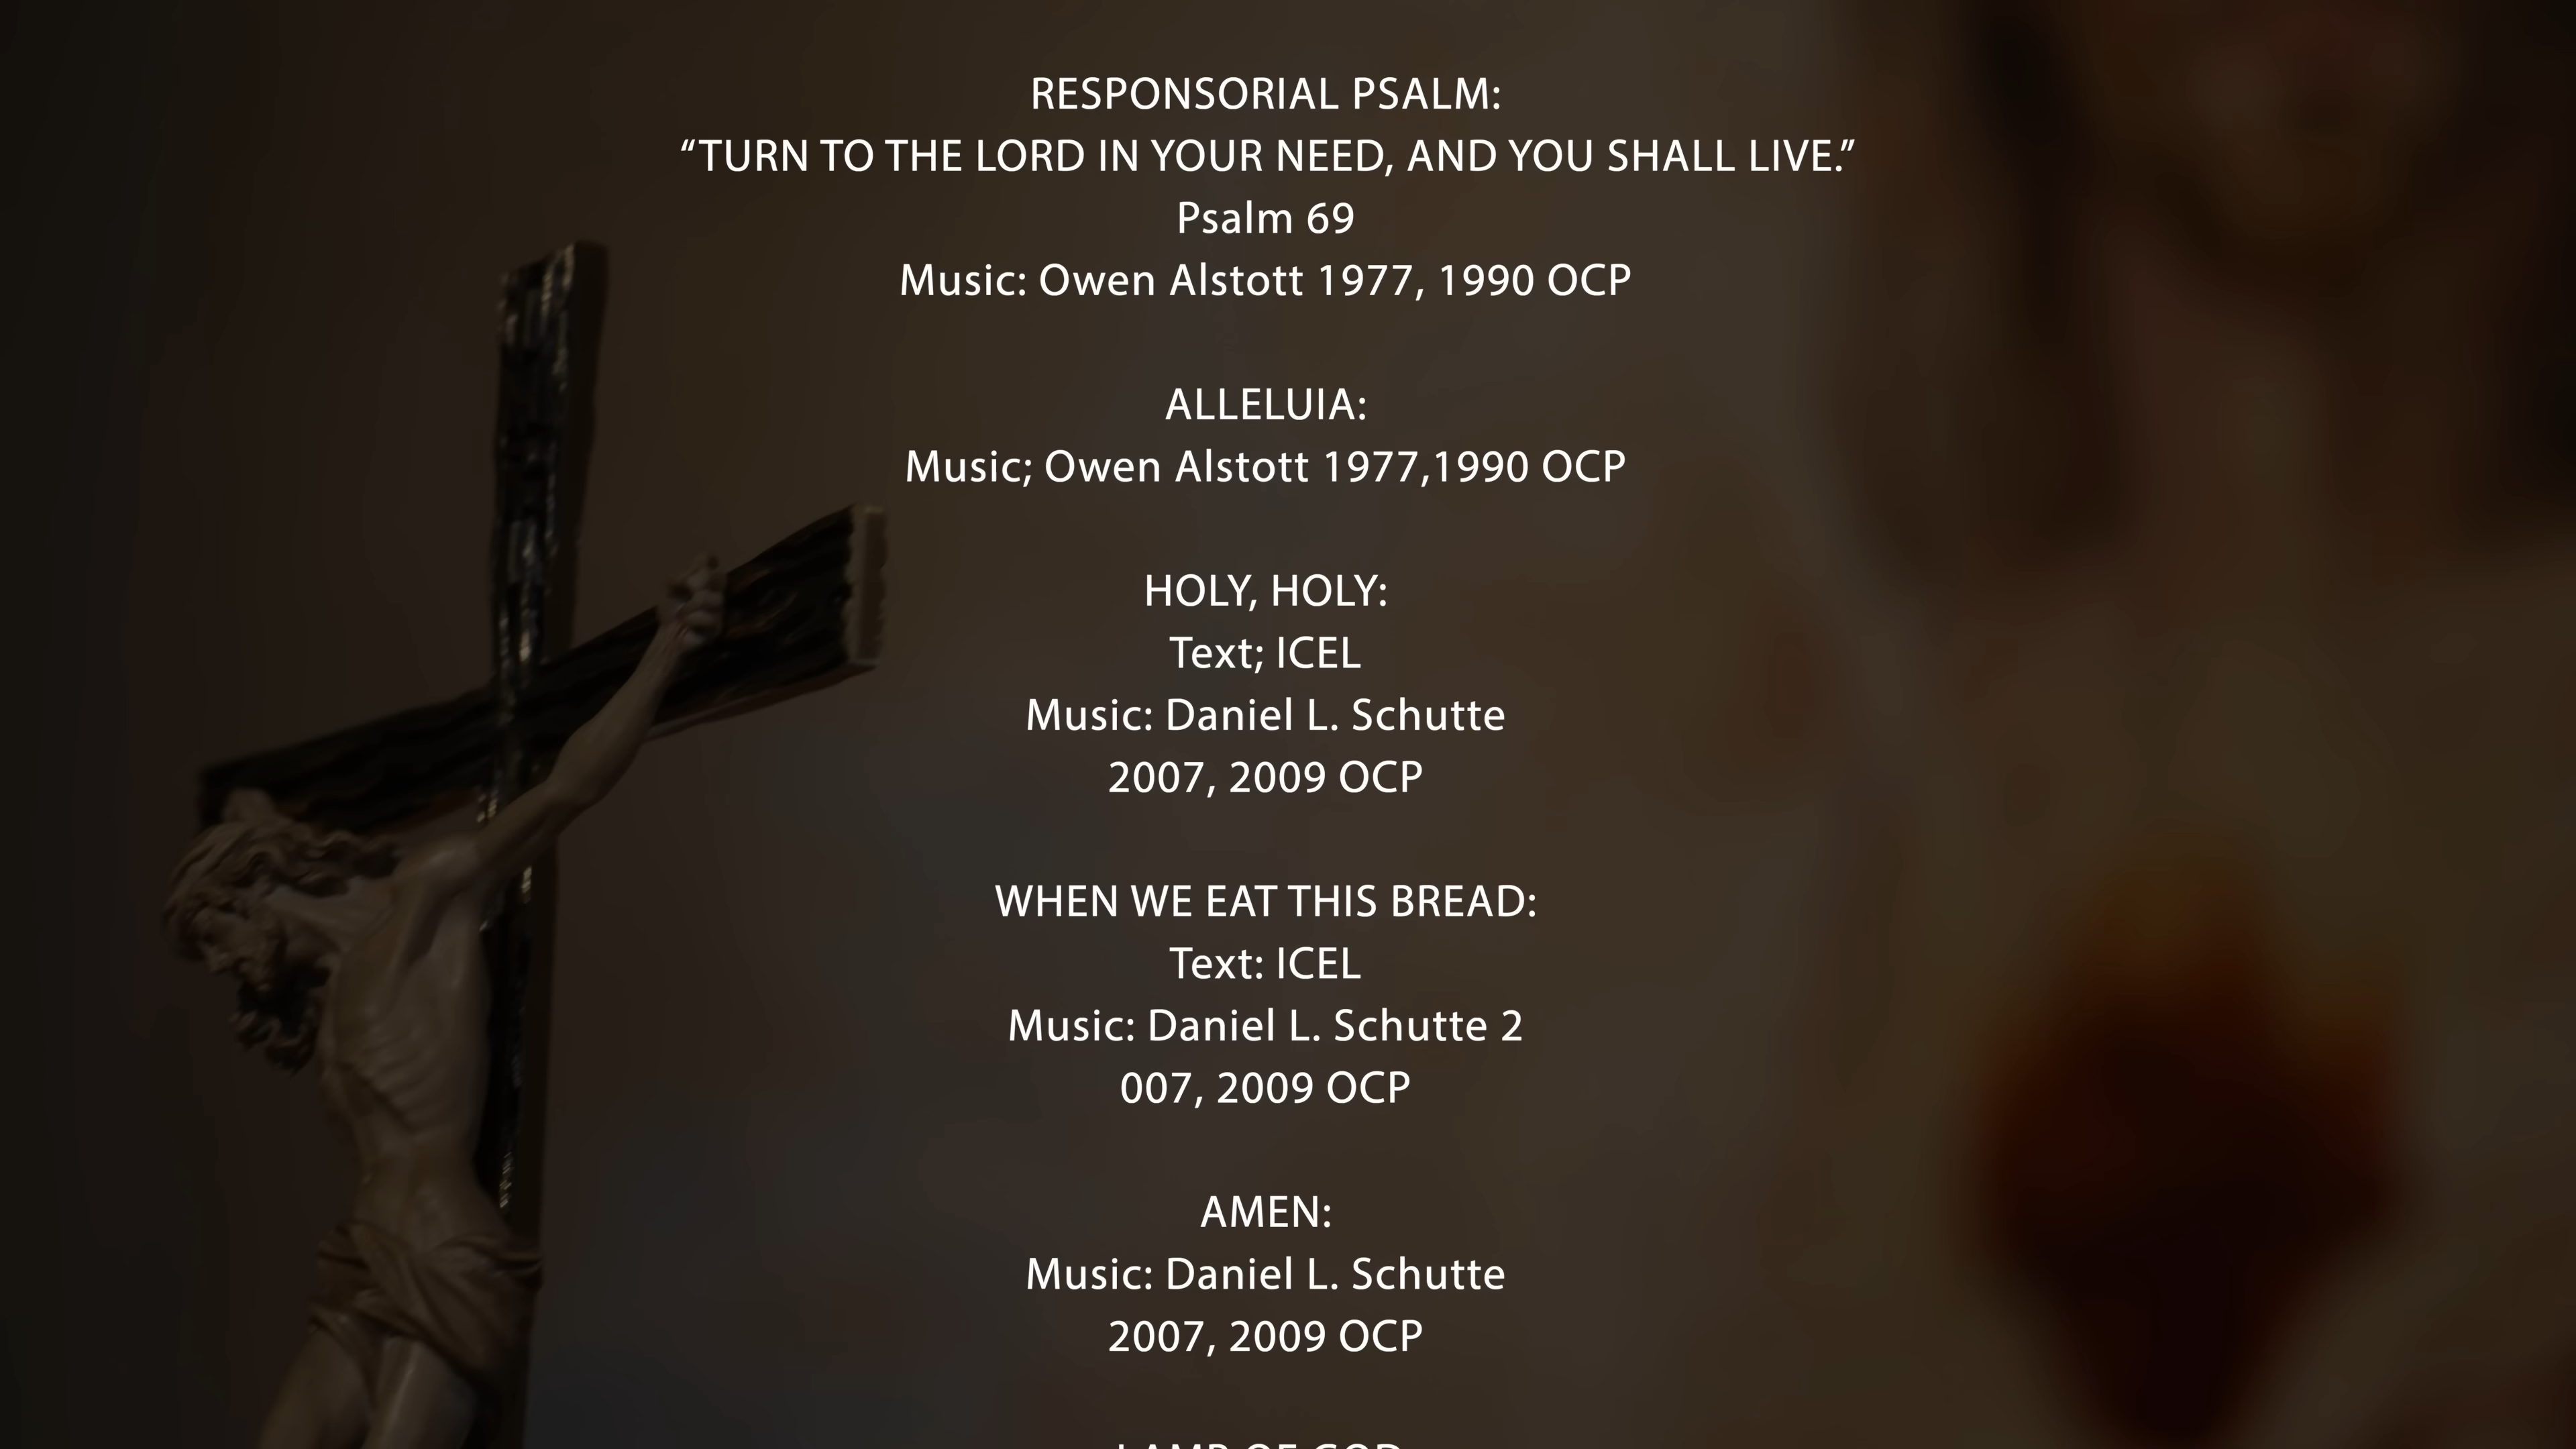 RESPONSORIAL PSALM:
“TURN TO THE LORD IN YOUR NEED, AND YOU SHALL LIVE.”
Psalm 69
Music: Owen Alstott 1977, 1990 OCP
ALLELUIA:
Music; Owen Alstott 1977,1990 OCP
HOLY, HOLY:
Text; ICEL
Music: Daniel L. Schutte
2007, 2009 OCP
WHEN WE EAT THIS BREAD:
Text: ICEL
Music: Daniel L. Schutte 2
007, 2009 OCP
AMEN:
Music: Daniel L. Schutte
2007, 2009 OCP
LAMB OF GOD